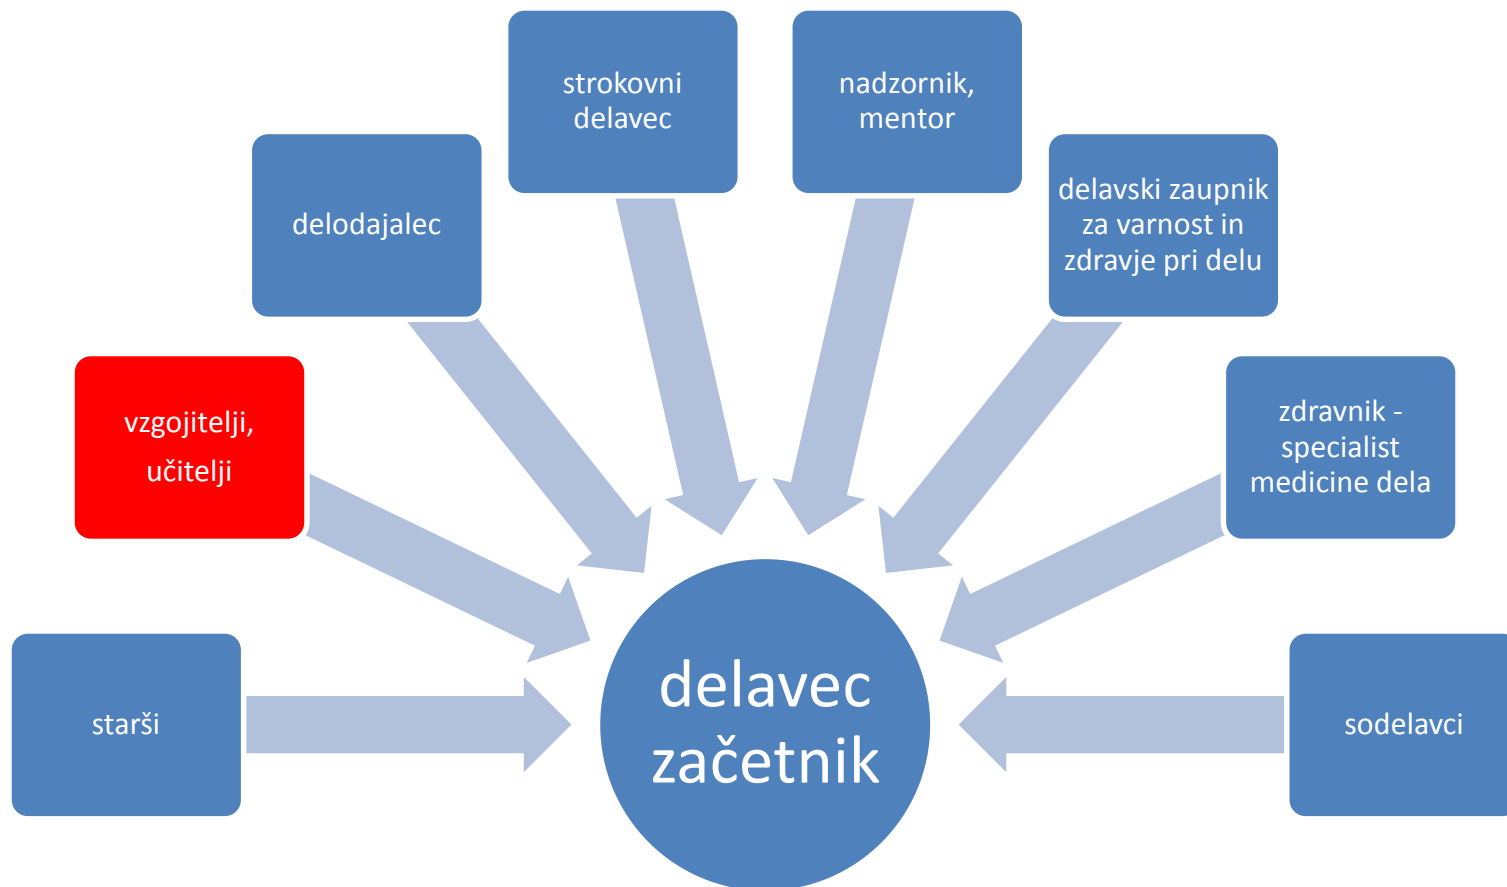 strokovni
delavec
nadzornik,
mentor
delodajalec
delavski zaupnik
za varnost in
zdravje pri delu
vzgojitelji,
učitelji
zdravnik -
specialist
medicine dela
starši
delavec
začetnik
sodelavci